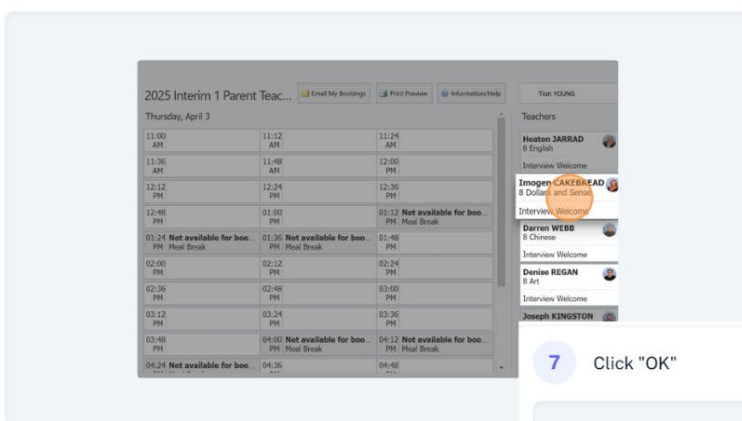 2025 Interim 1 Parent Teac...
Email My Bookings
Print Preview
Information/Help
Tian YOUNG
Thursday, April 3
Teachers
11:00 AM
11:12 AM
11:24 AM
11:36 AM
11:48 AM
12:00 PM
12:12 PM
12:24 PM
12:36 PM
12:48 PM
01:00 PM
01:12 PM Not available for boo...
Meal Break
01:24 PM Not available for boo...
Meal Break
01:36 PM Not available for boo...
Meal Break
01:48 PM
02:00 PM
02:12 PM
02:24 PM
02:36 PM
02:48 PM
03:00 PM
03:12 PM
03:24 PM
03:36 PM
03:48 PM
04:00 PM Not available for boo...
Meal Break
04:12 PM Not available for boo...
Meal Break
04:24 Not available for boo...
04:36
04:48
Heaton JARRAD
8 English
Interview Welcome
Imogen CAKEBREAD
8 Dollars and Sense
Interview Welcome
Darren WEBB
8 Chinese
Interview Welcome
Denise REGAN
8 Art
Interview Welcome
Joseph KINGSTON
7 Click "OK"